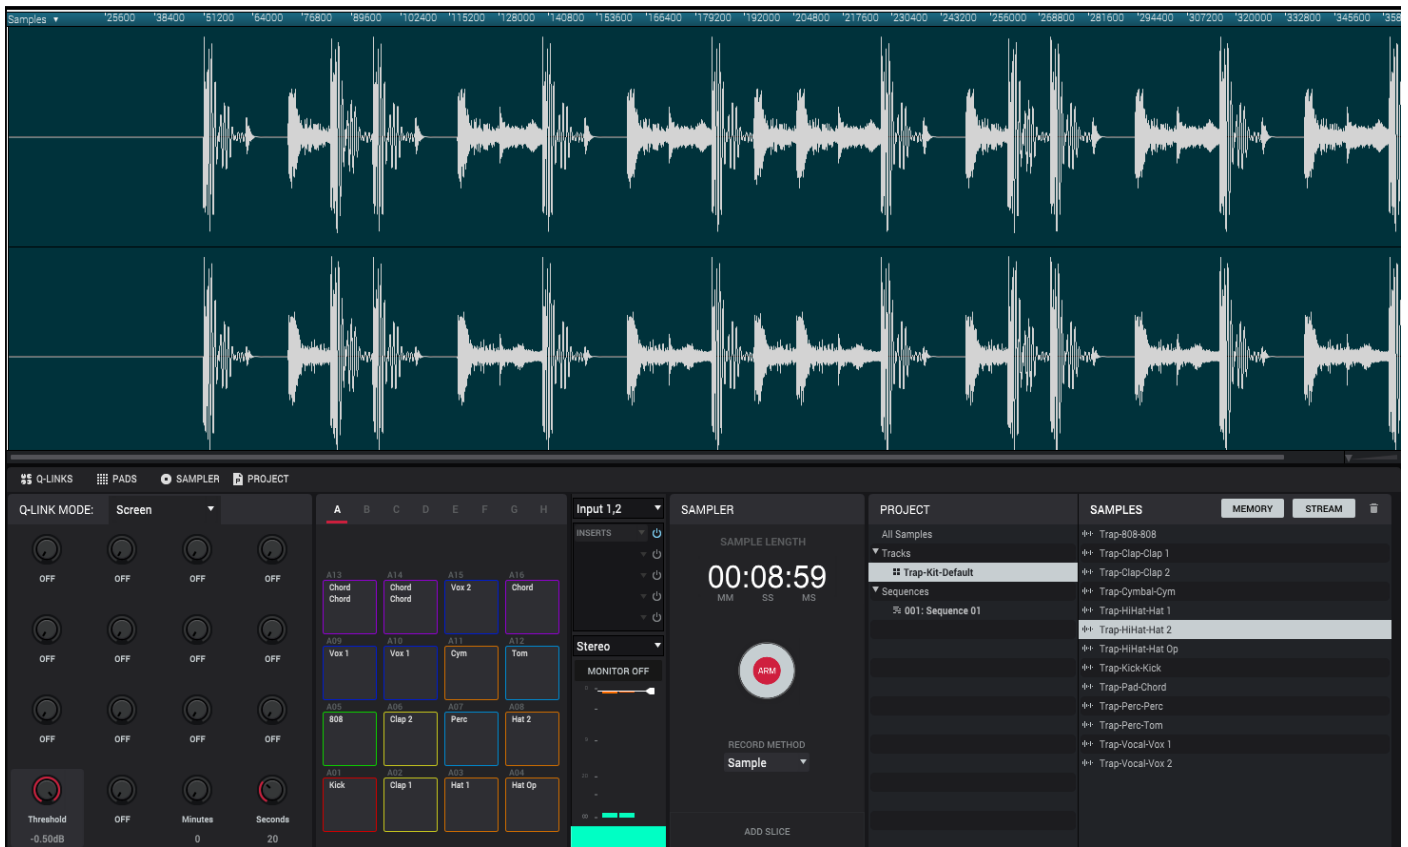 Samples '25600 '38400 '51200 '64000 '76800 '89600 '102400 '115200 '128000 '140800 '153600 '166400 '179200 '192000 '204800 '217600 '230400 '243200 '256000 '268800 '281600 '294400 '307200 '320000 '332800 '345600 '358
Q-LINKS PADS SAMPLER PROJECT
Q-LINK MODE: Screen
OFF OFF OFF OFF
OFF OFF OFF OFF
OFF OFF OFF OFF
Threshold OFF Minutes Seconds
-0.50dB 0 20
A B C D E F G H
A13 A14 A15 A16
Chord Chord Vox 2 Chord
Chord Chord
A09 A10 A11 A12
Vox 1 Vox 1 Cym Tom
A05 A06 A07 A08
808 Clap 2 Perc Hat 2
A01 A02 A03 A04
Kick Clap 1 Hat 1 Hat Op
Input 1,2
INSERTS
Stereo
MONITOR OFF
SAMPLER
SAMPLE LENGTH
00:08:59
MM SS MS
ARM
RECORD METHOD
Sample
ADD SLICE
PROJECT
All Samples
Tracks
Trap-Kit-Default
Sequences
001: Sequence 01
SAMPLES MEMORY STREAM
Trap-808-808
Trap-Clap-Clap 1
Trap-Clap-Clap 2
Trap-Cymbal-Cym
Trap-HiHat-Hat 1
Trap-HiHat-Hat 2
Trap-HiHat-Hat Op
Trap-Kick-Kick
Trap-Pad-Chord
Trap-Perc-Perc
Trap-Perc-Tom
Trap-Vocal-Vox 1
Trap-Vocal-Vox 2